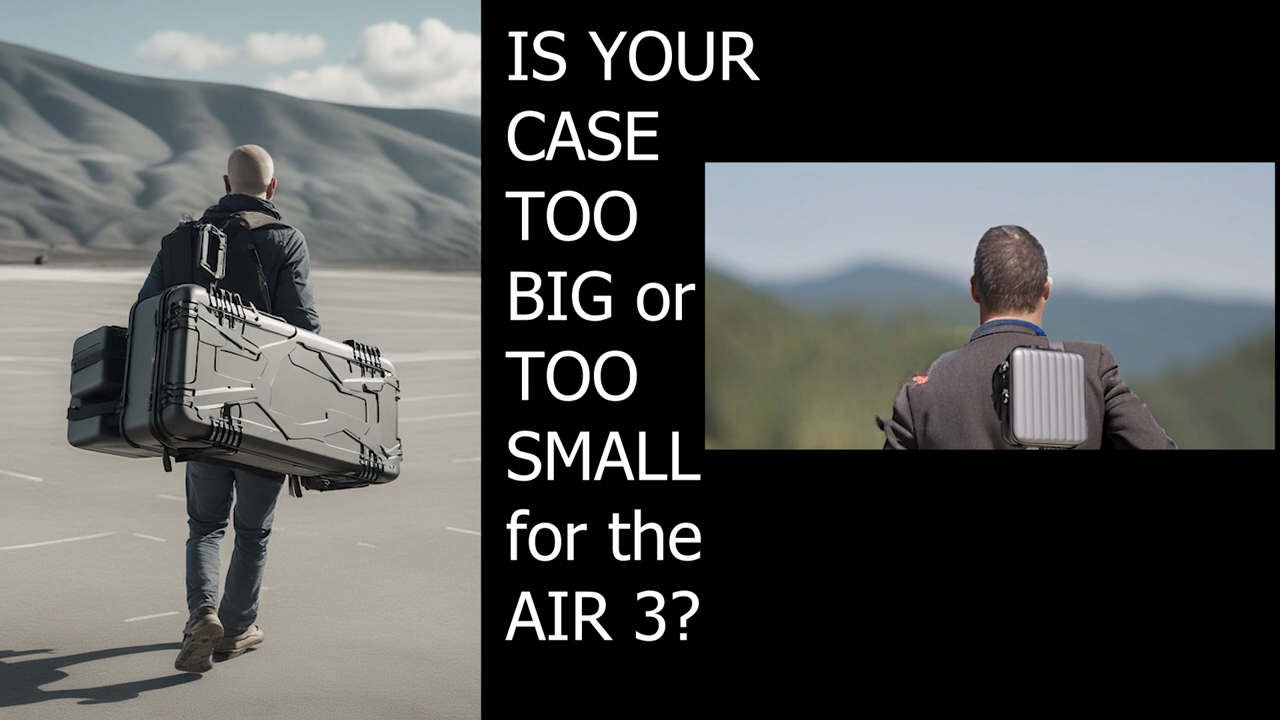 IS YOUR
CASE
TOO
BIG or
TOO
SMALL
for the
AIR 3?